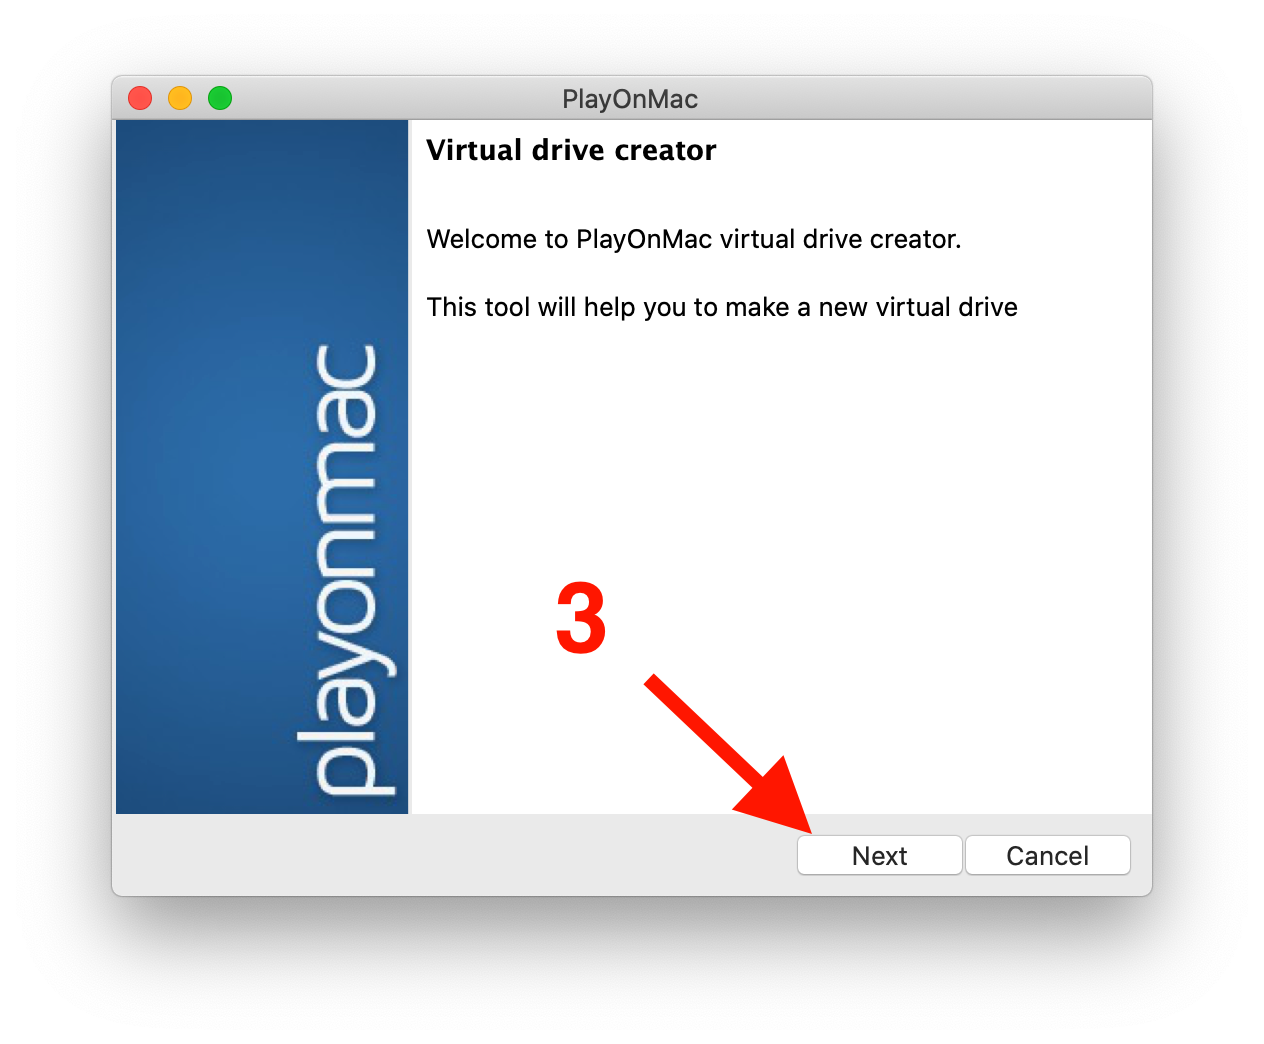 PlayOnMac
playonmac
Virtual drive creator
Welcome to PlayOnMac virtual drive creator.
This tool will help you to make a new virtual drive
3
Next
Cancel